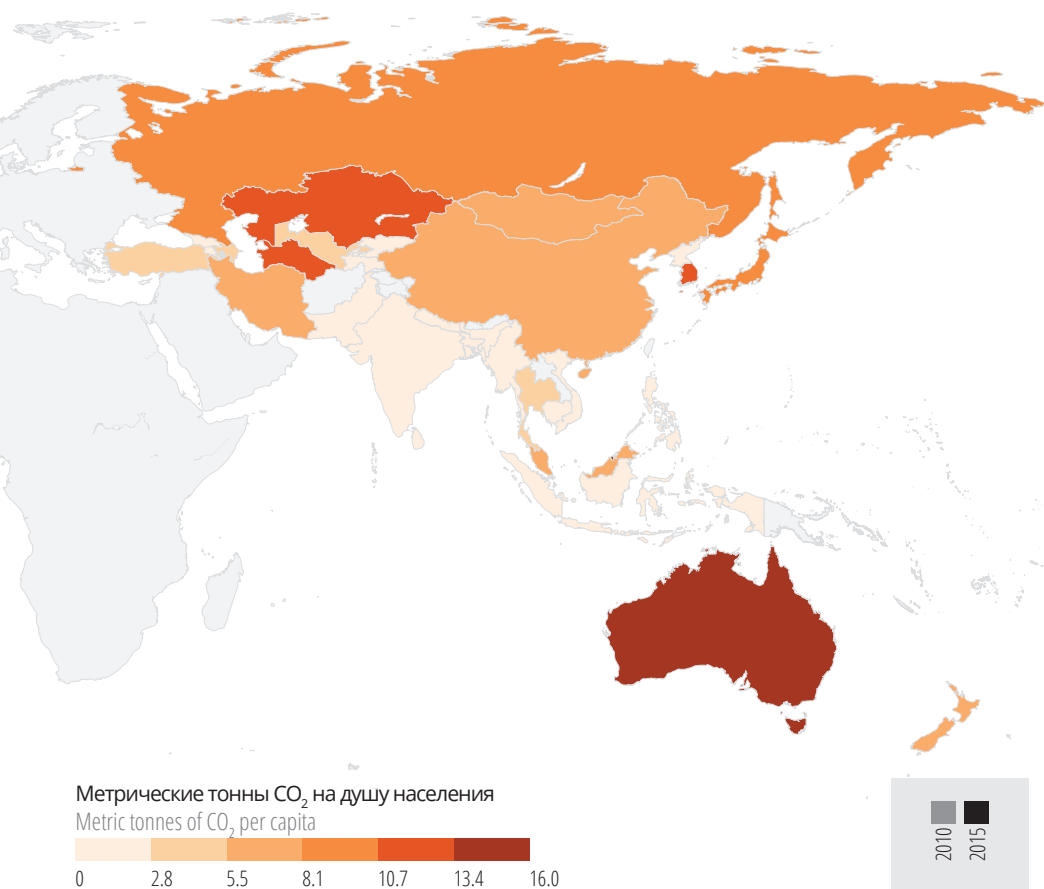 Метрические тонны CO2 на душу населения
Metric tonnes of CO2 per capita
0 2.8 5.5 8.1 10.7 13.4 16.0
2010
2015